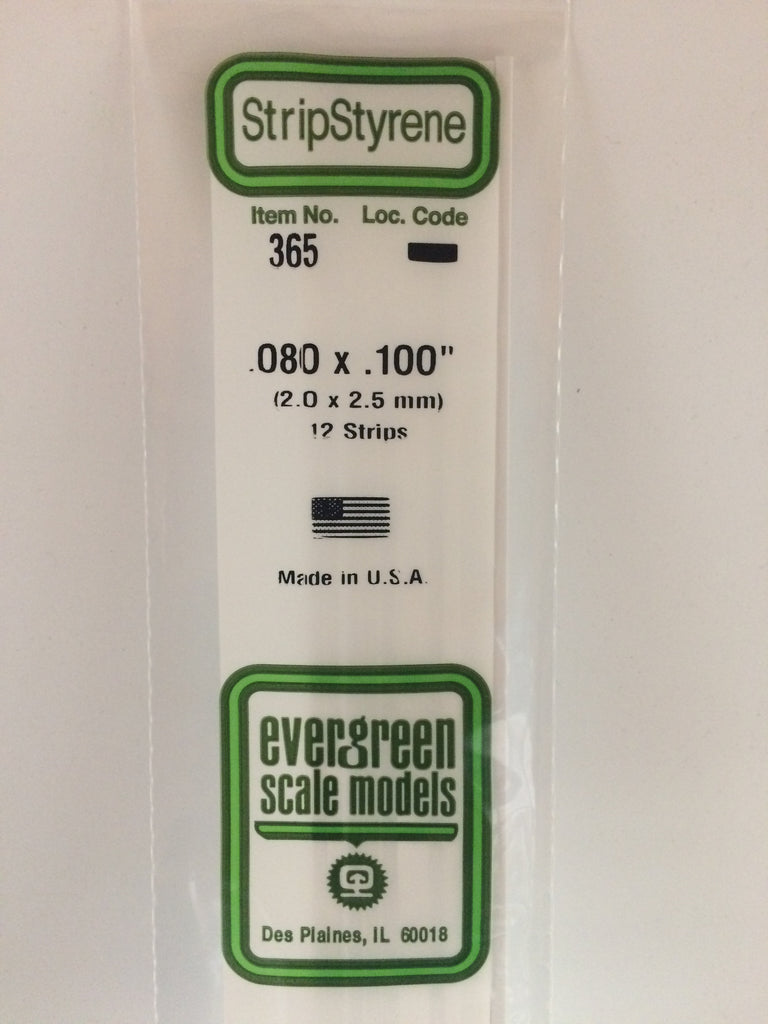 StripStyrene
Item No. Loc. Code
365
.080 x .100"
(2.0 x 2.5 mm)
12 Strips
Made in U.S.A.
evergreen
scale models
Des Plaines, IL 60018